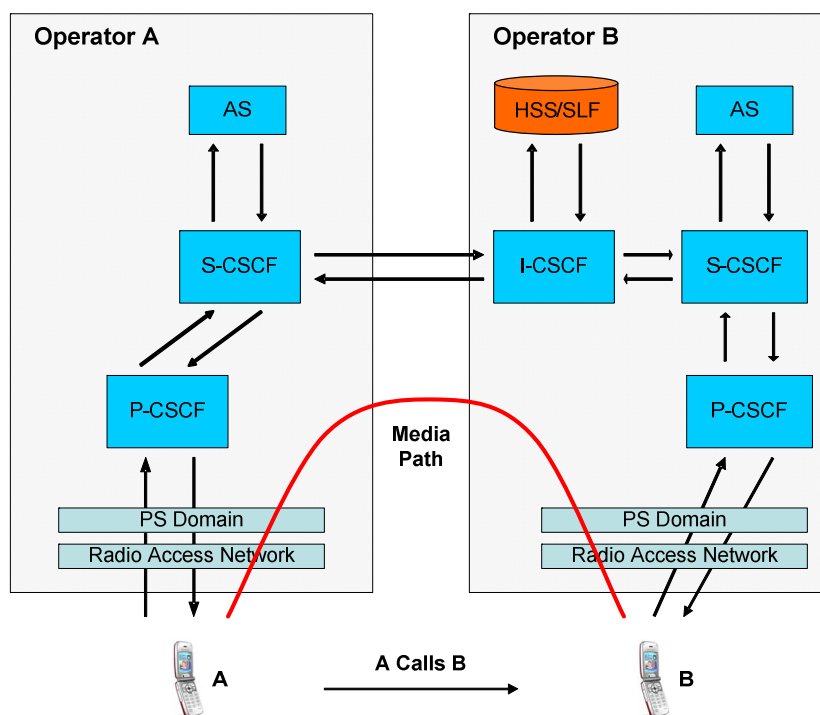 Operator A
Operator B
AS
HSS/SLF
AS
S-CSCF
I-CSCF
S-CSCF
P-CSCF
P-CSCF
Media
Path
PS Domain
PS Domain
Radio Access Network
Radio Access Network
A Calls B
A
B